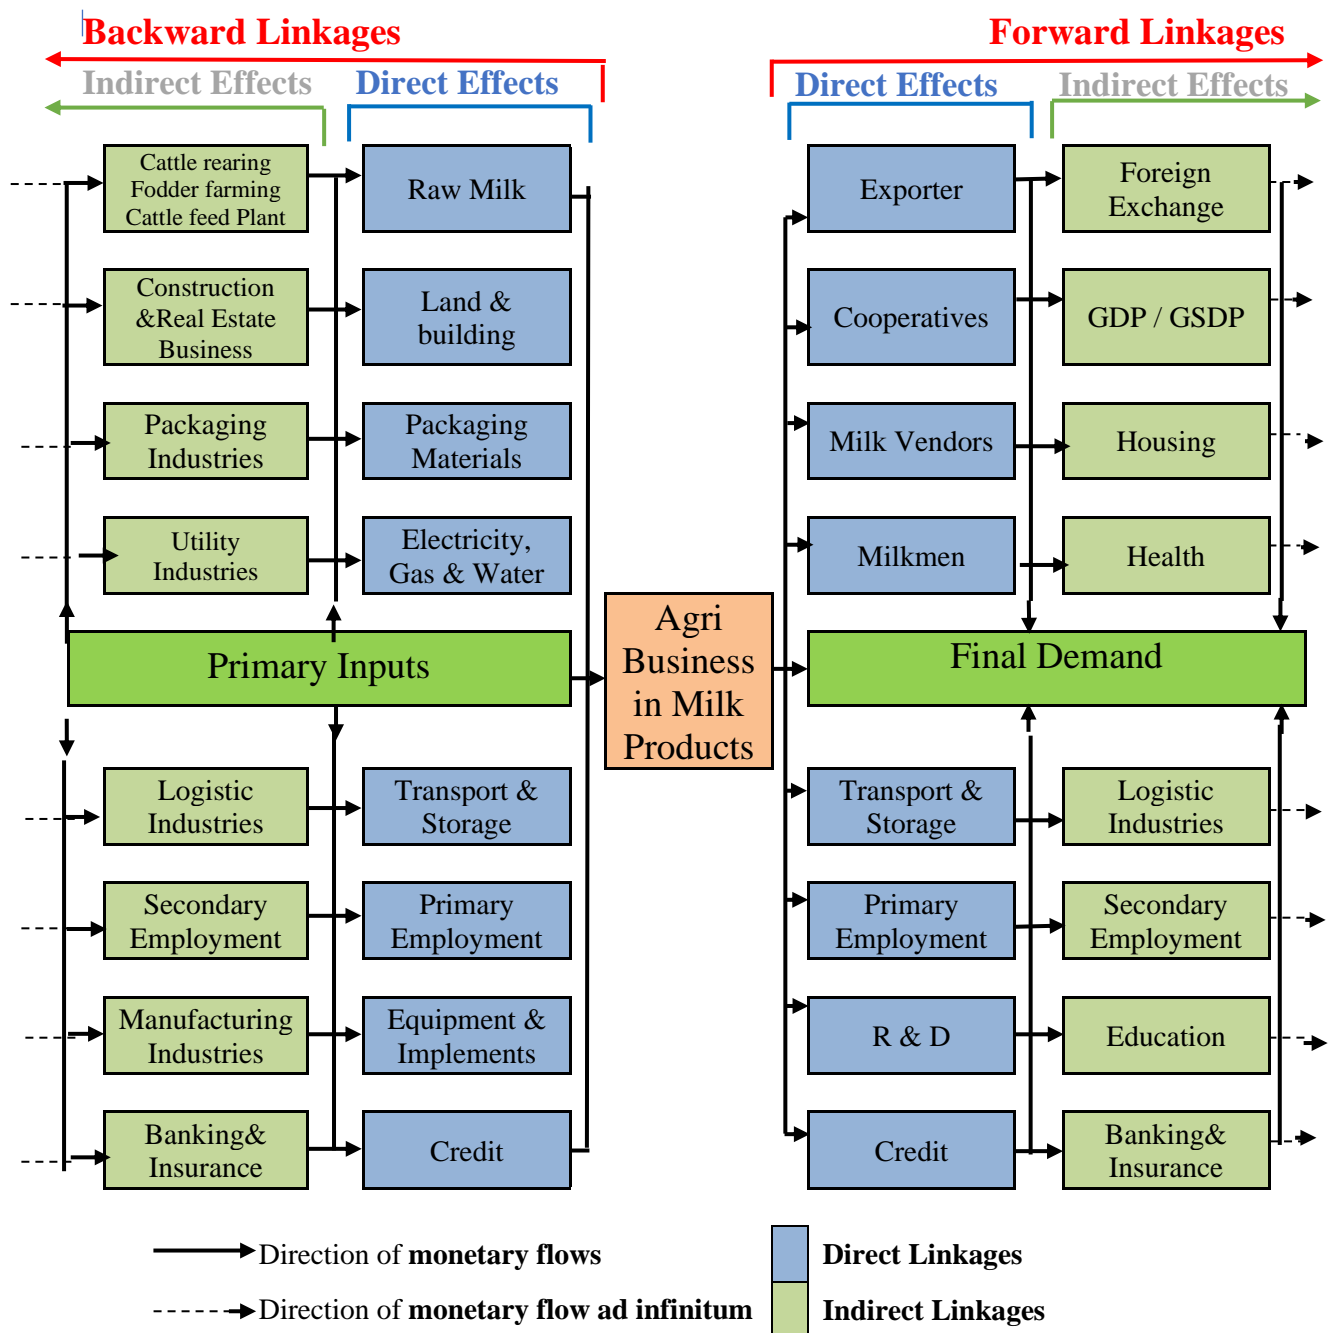 Backward Linkages
Forward Linkages
Indirect Effects
Direct Effects
Direct Effects
Indirect Effects
Cattle rearing
Fodder farming
Cattle feed Plant
Raw Milk
Exporter
Foreign
Exchange
Construction
&Real Estate
Business
Land &
building
Cooperatives
GDP / GSDP
Packaging
Industries
Packaging
Materials
Milk Vendors
Housing
Utility
Industries
Electricity,
Gas & Water
Milkmen
Health
Primary Inputs
Agri
Business
in Milk
Products
Final Demand
Logistic
Industries
Transport &
Storage
Transport &
Storage
Logistic
Industries
Secondary
Employment
Primary
Employment
Primary
Employment
Secondary
Employment
Manufacturing
Industries
Equipment &
Implements
R & D
Education
Banking&
Insurance
Credit
Credit
Banking&
Insurance
Direction of monetary flows
Direct Linkages
Direction of monetary flow ad infinitum
Indirect Linkages